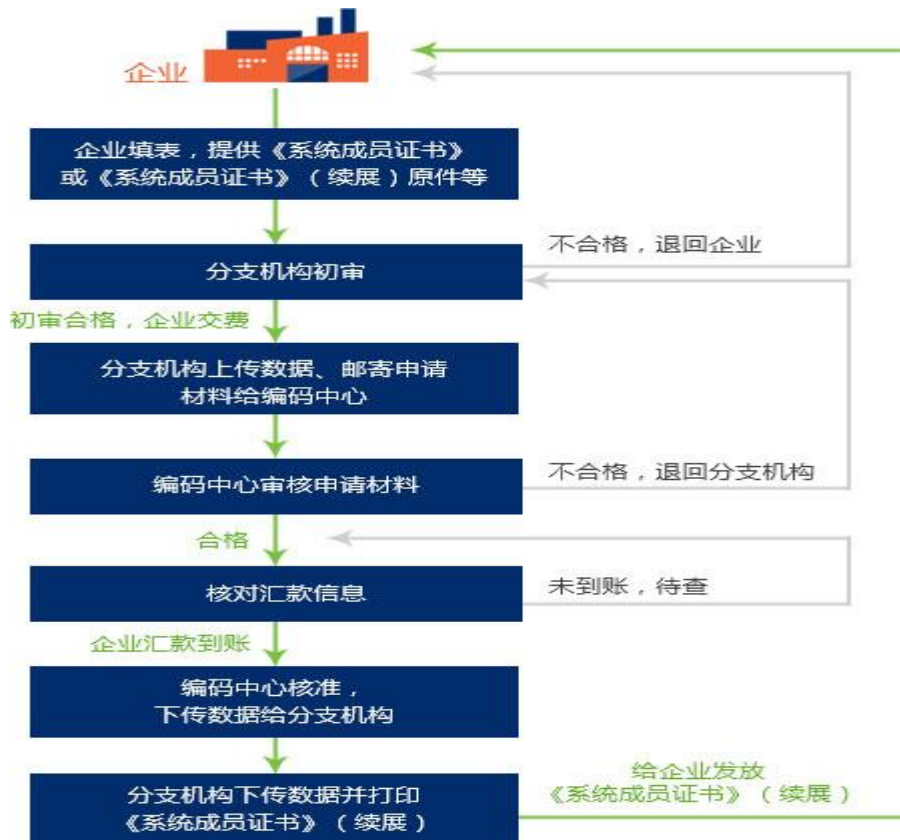 企业
企业填表，提供《系统成员证书》
或《系统成员证书》（续展）原件等
不合格，退回企业
分支机构初审
初审合格，企业交费
分支机构上传数据、邮寄申请
材料给编码中心
编码中心审核申请材料
不合格，退回分支机构
合格
核对汇款信息
未到账，待查
企业汇款到账
编码中心核准，
下传数据给分支机构
给企业发放
《系统成员证书》（续展）
分支机构下传数据并打印
《系统成员证书》（续展）